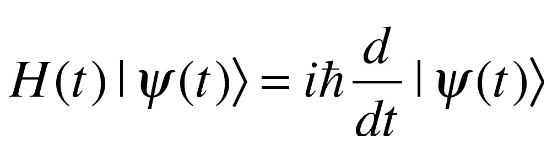 H(t) | ψ(t)⟩ = iℏ d/dt | ψ(t)⟩